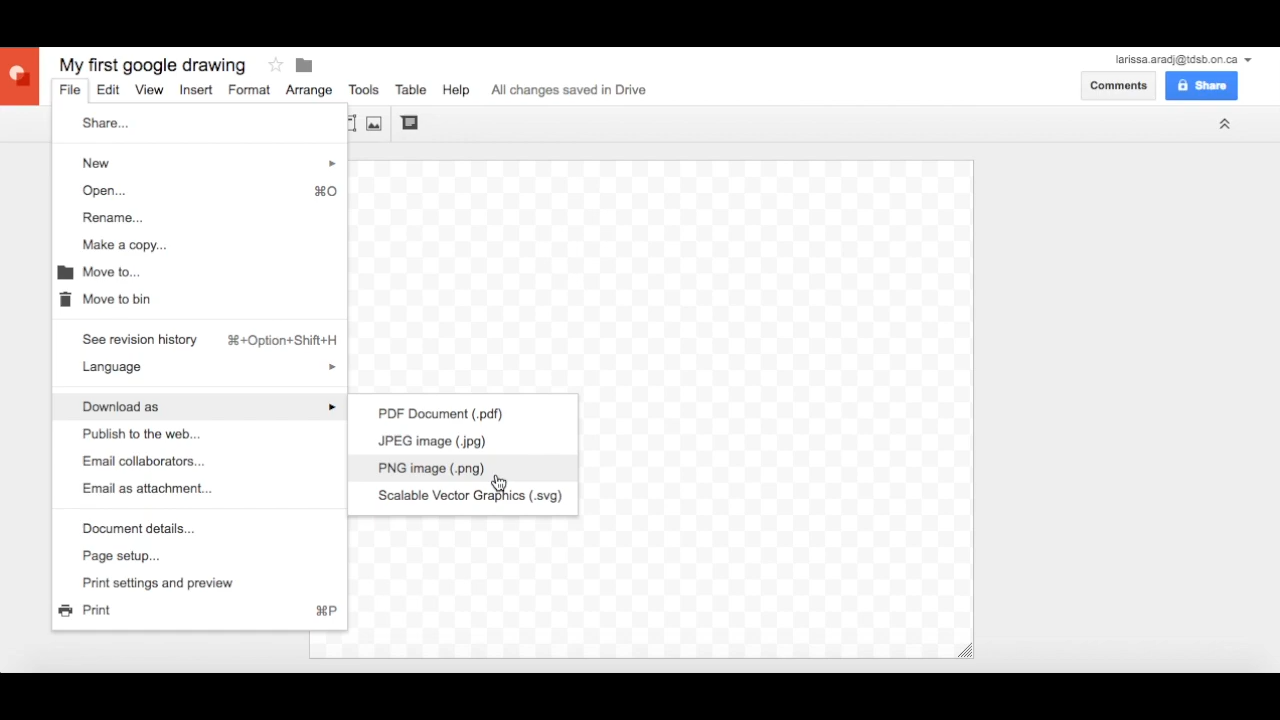 My first google drawing
larissa.aradj@tdsb.on.ca
File Edit View Insert Format Arrange Tools Table Help All changes saved in Drive
Comments Share
Share...
New
Open... ⌘O
Rename...
Make a copy...
Move to...
Move to bin
See revision history ⌘+Option+Shift+H
Language
Download as
PDF Document (.pdf)
Publish to the web...
JPEG image (.jpg)
Email collaborators...
PNG image (.png)
Email as attachment...
Scalable Vector Graphics (.svg)
Document details...
Page setup...
Print settings and preview
Print ⌘P